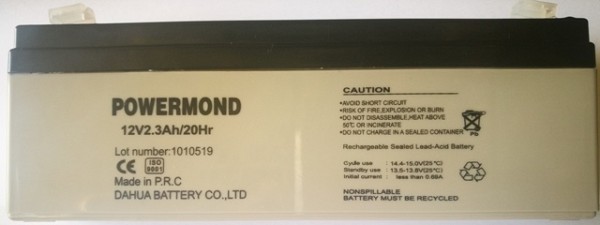 POWERMOND
12V2.3Ah/20Hr
Lot number:1010519
CE ISO 9001
Made in P.R.C
DAHUA BATTERY CO.,LTD
CAUTION
•AVOID SHORT CIRCUIT
•RISK OF FIRE,EXPLOSION OR BURN
•DO NOT DISASSEMBLE,HEAT ABOVE
50°C OR INCINERATE
•DO NOT CHARGE IN A SEALED CONTAINER
Pb
Rechargeable Sealed Lead-Acid Battery
Cycle use : 14.4-15.0V(25°C)
Standby use : 13.5-13.8V(25°C)
Initial current : less than 0.69A
NONSPILLABLE
BATTERY MUST BE RECYCLED